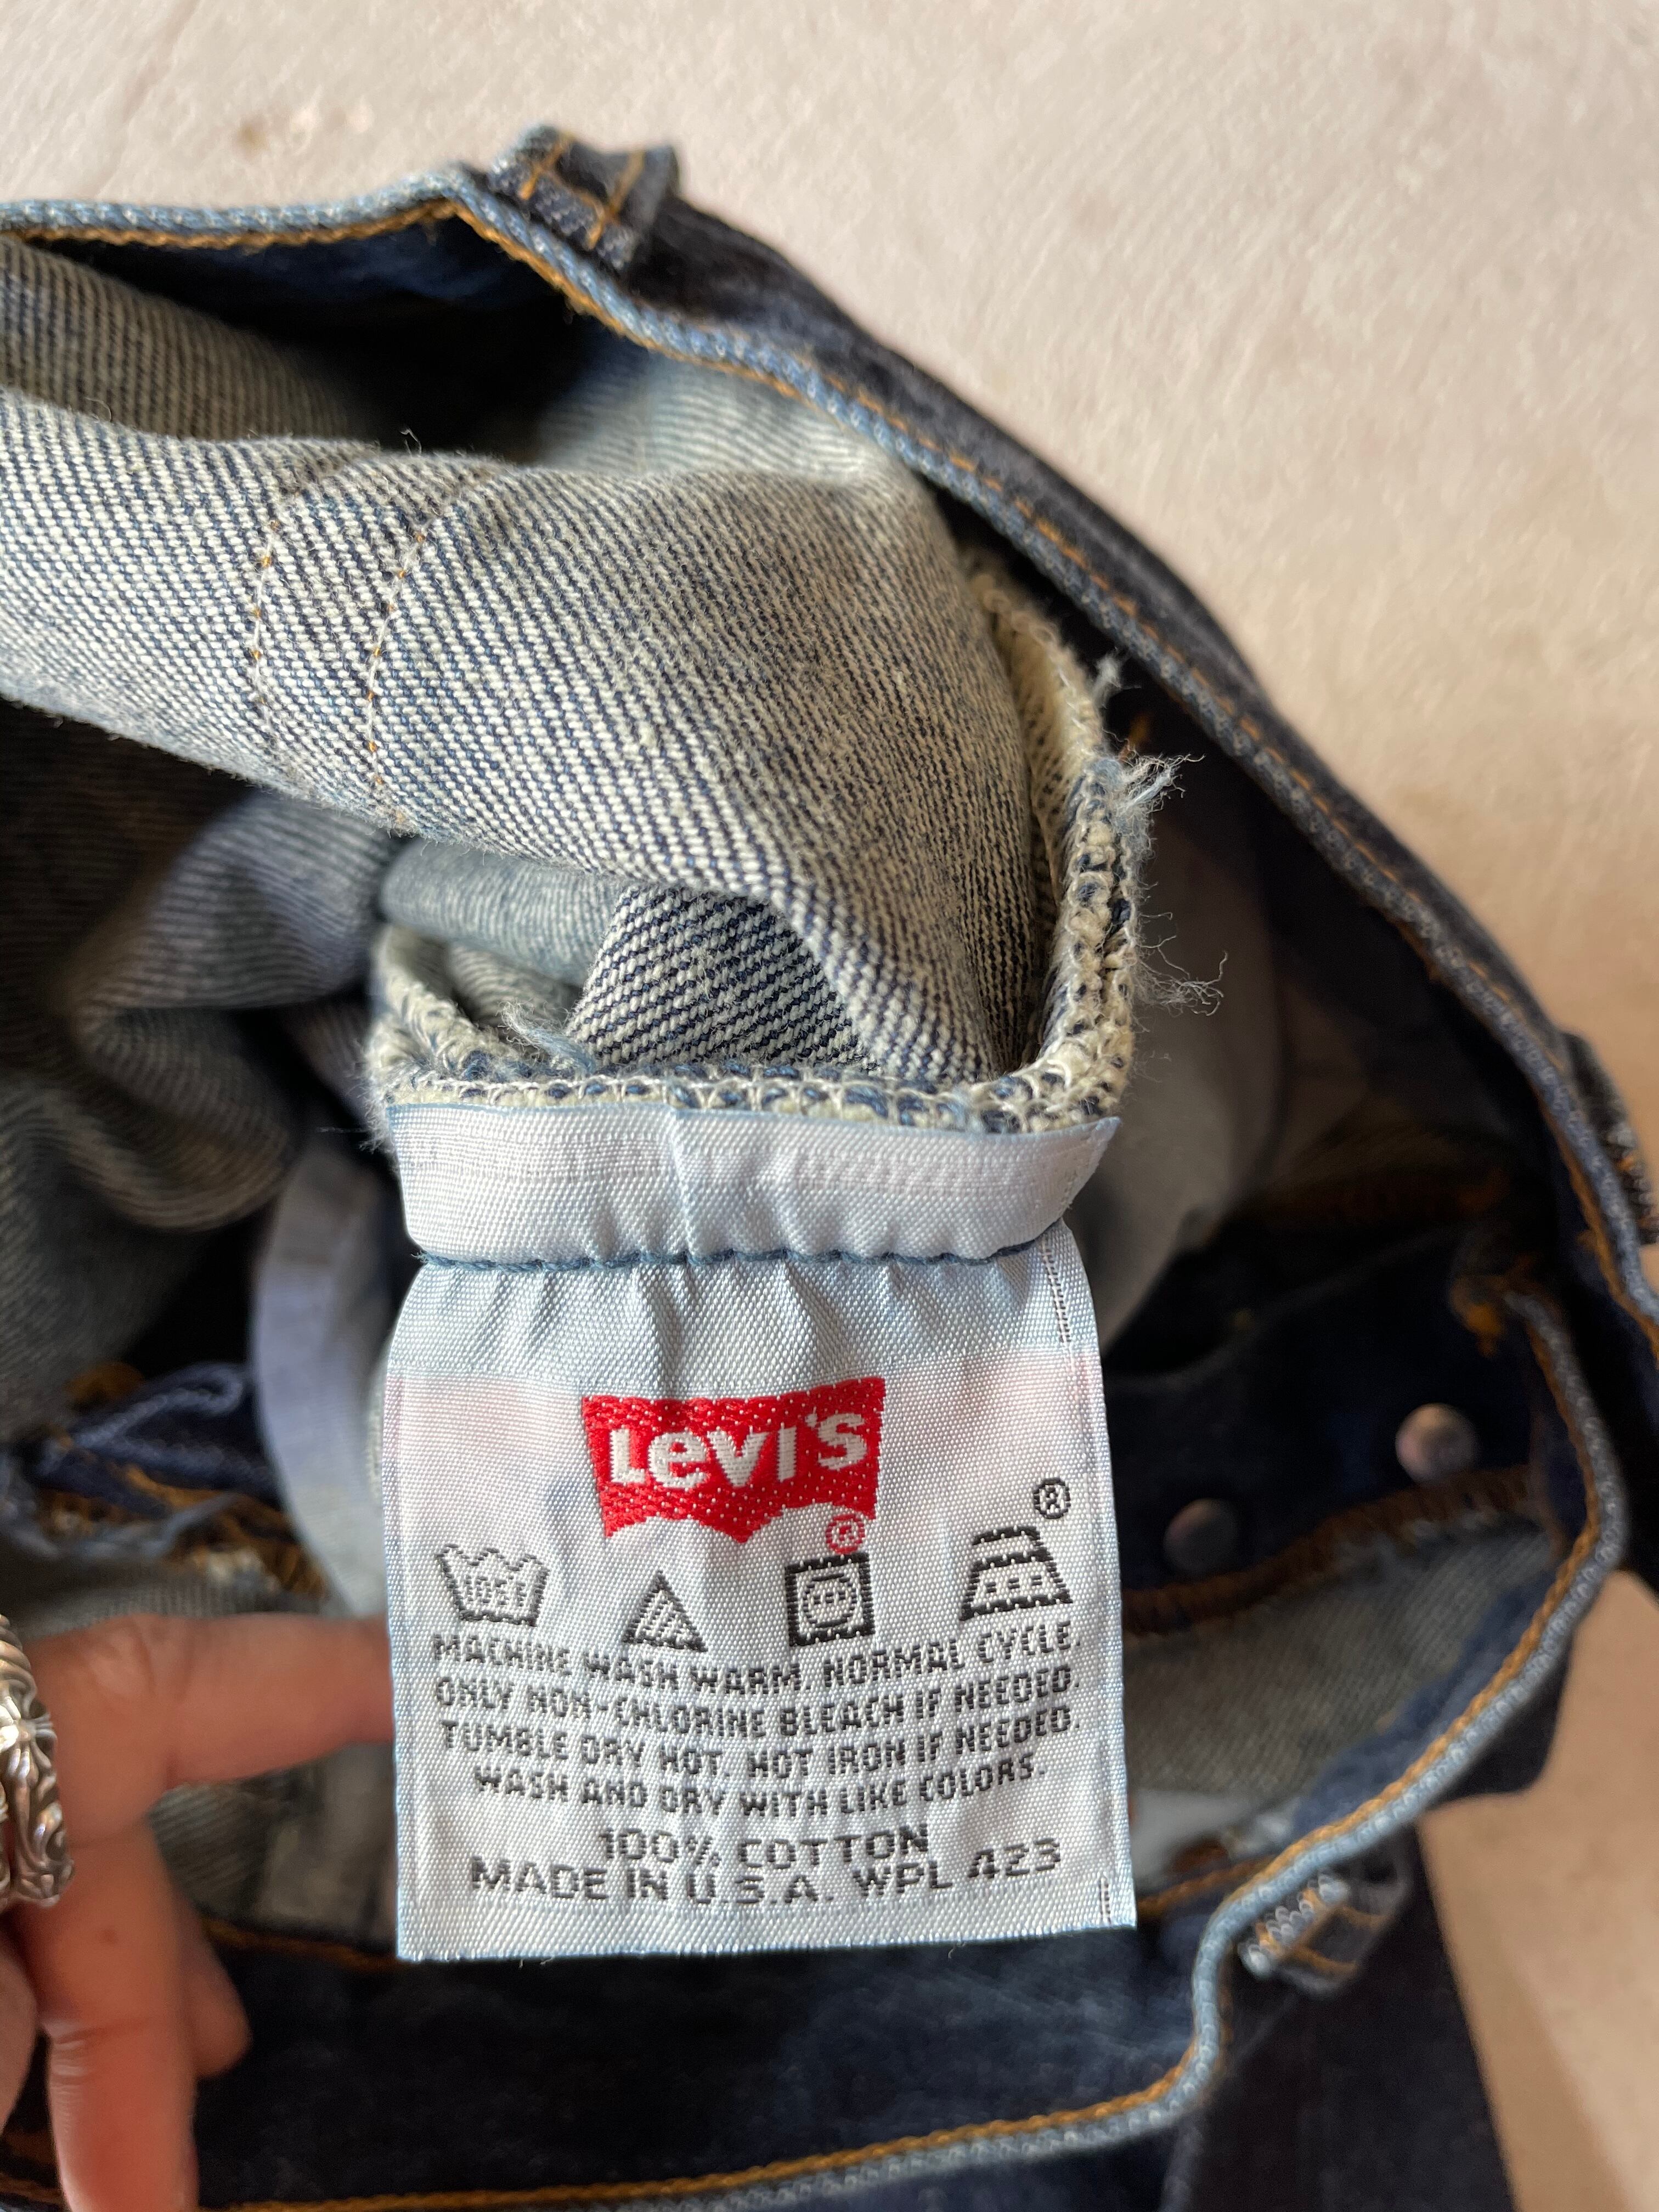 Levi's
®
®
105F
MACHINE WASH WARM. NORMAL CYCLE.
ONLY NON-CHLORINE BLEACH IF NEEDED.
TUMBLE DRY HOT. HOT IRON IF NEEDED.
WASH AND DRY WITH LIKE COLORS.
100% COTTON
MADE IN U.S.A. WPL 423